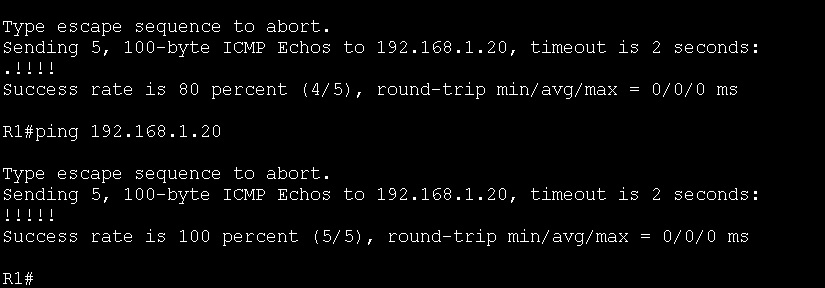 Type escape sequence to abort.
Sending 5, 100-byte ICMP Echos to 192.168.1.20, timeout is 2 seconds:
.!!!!
Success rate is 80 percent (4/5), round-trip min/avg/max = 0/0/0 ms
R1#ping 192.168.1.20
Type escape sequence to abort.
Sending 5, 100-byte ICMP Echos to 192.168.1.20, timeout is 2 seconds:
!!!!!
Success rate is 100 percent (5/5), round-trip min/avg/max = 0/0/0 ms
R1#